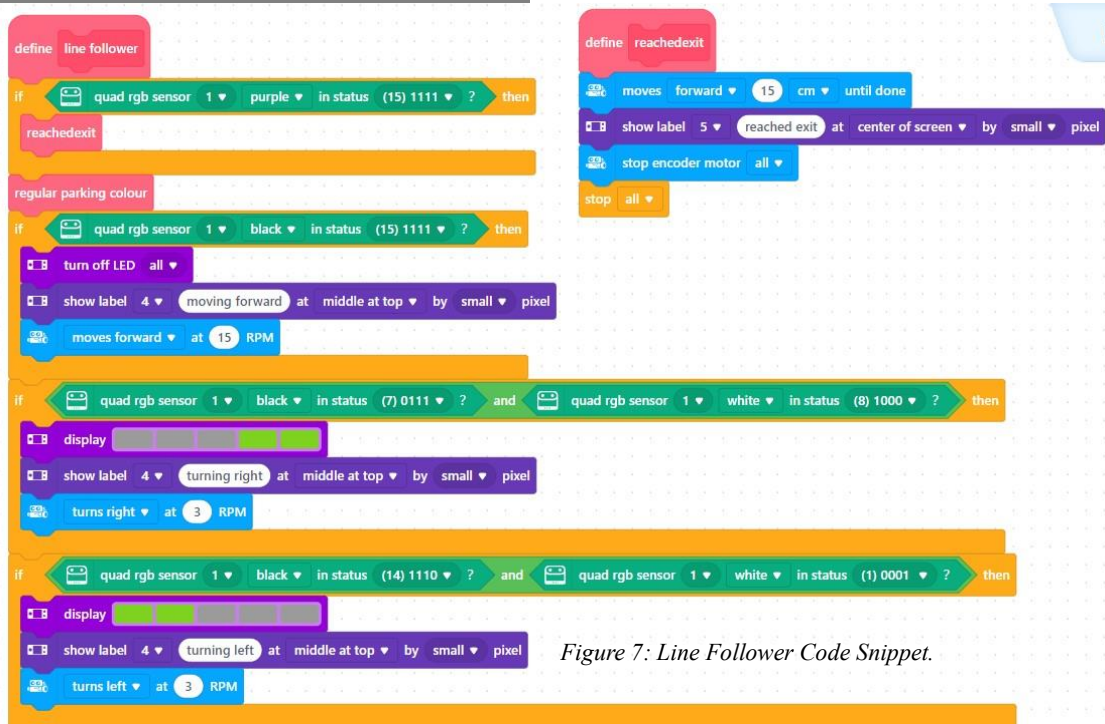 define line follower
if quad rgb sensor 1 purple in status (15) 1111 ? then
reachedexit
regular parking colour
if quad rgb sensor 1 black in status (15) 1111 ? then
turn off LED all
show label 4 moving forward at middle at top by small pixel
moves forward at 15 RPM
if quad rgb sensor 1 black in status (7) 0111 ? and quad rgb sensor 1 white in status (8) 1000 ? then
display
show label 4 turning right at middle at top by small pixel
turns right at 3 RPM
if quad rgb sensor 1 black in status (14) 1110 ? and quad rgb sensor 1 white in status (1) 0001 ? then
display
show label 4 turning left at middle at top by small pixel
turns left at 3 RPM
define reachedexit
moves forward 15 cm until done
show label 5 reached exit at center of screen by small pixel
stop encoder motor all
stop all
Figure 7: Line Follower Code Snippet.